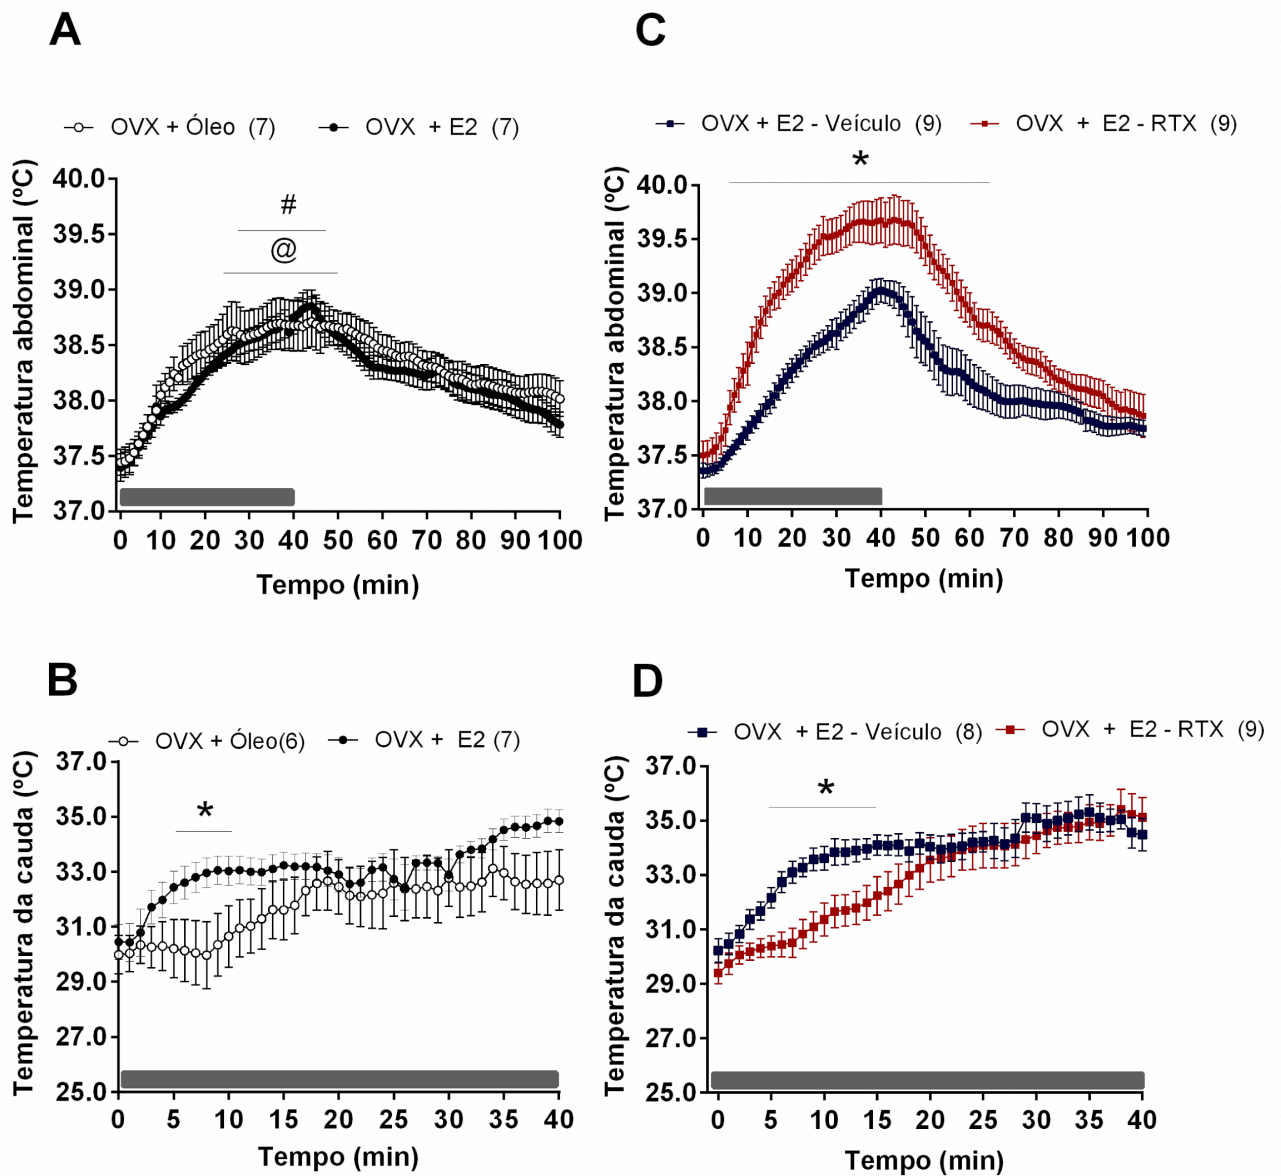 A
OVX + Óleo (7) OVX + E2 (7)
Temperatura abdominal (ºC)
40.0
39.5
39.0
38.5
38.0
37.5
37.0
#
@
0 10 20 30 40 50 60 70 80 90 100
Tempo (min)
C
OVX + E2 - Veículo (9) OVX + E2 - RTX (9)
*
Temperatura abdominal (ºC)
40.0
39.5
39.0
38.5
38.0
37.5
37.0
0 10 20 30 40 50 60 70 80 90 100
Tempo (min)
B
OVX + Óleo(6) OVX + E2 (7)
Temperatura da cauda (ºC)
37.0
35.0
33.0
31.0
29.0
27.0
25.0
*
0 5 10 15 20 25 30 35 40
Tempo (min)
D
OVX + E2 - Veículo (8) OVX + E2 - RTX (9)
Temperatura da cauda (ºC)
37.0
35.0
33.0
31.0
29.0
27.0
25.0
*
0 5 10 15 20 25 30 35 40
Tempo (min)